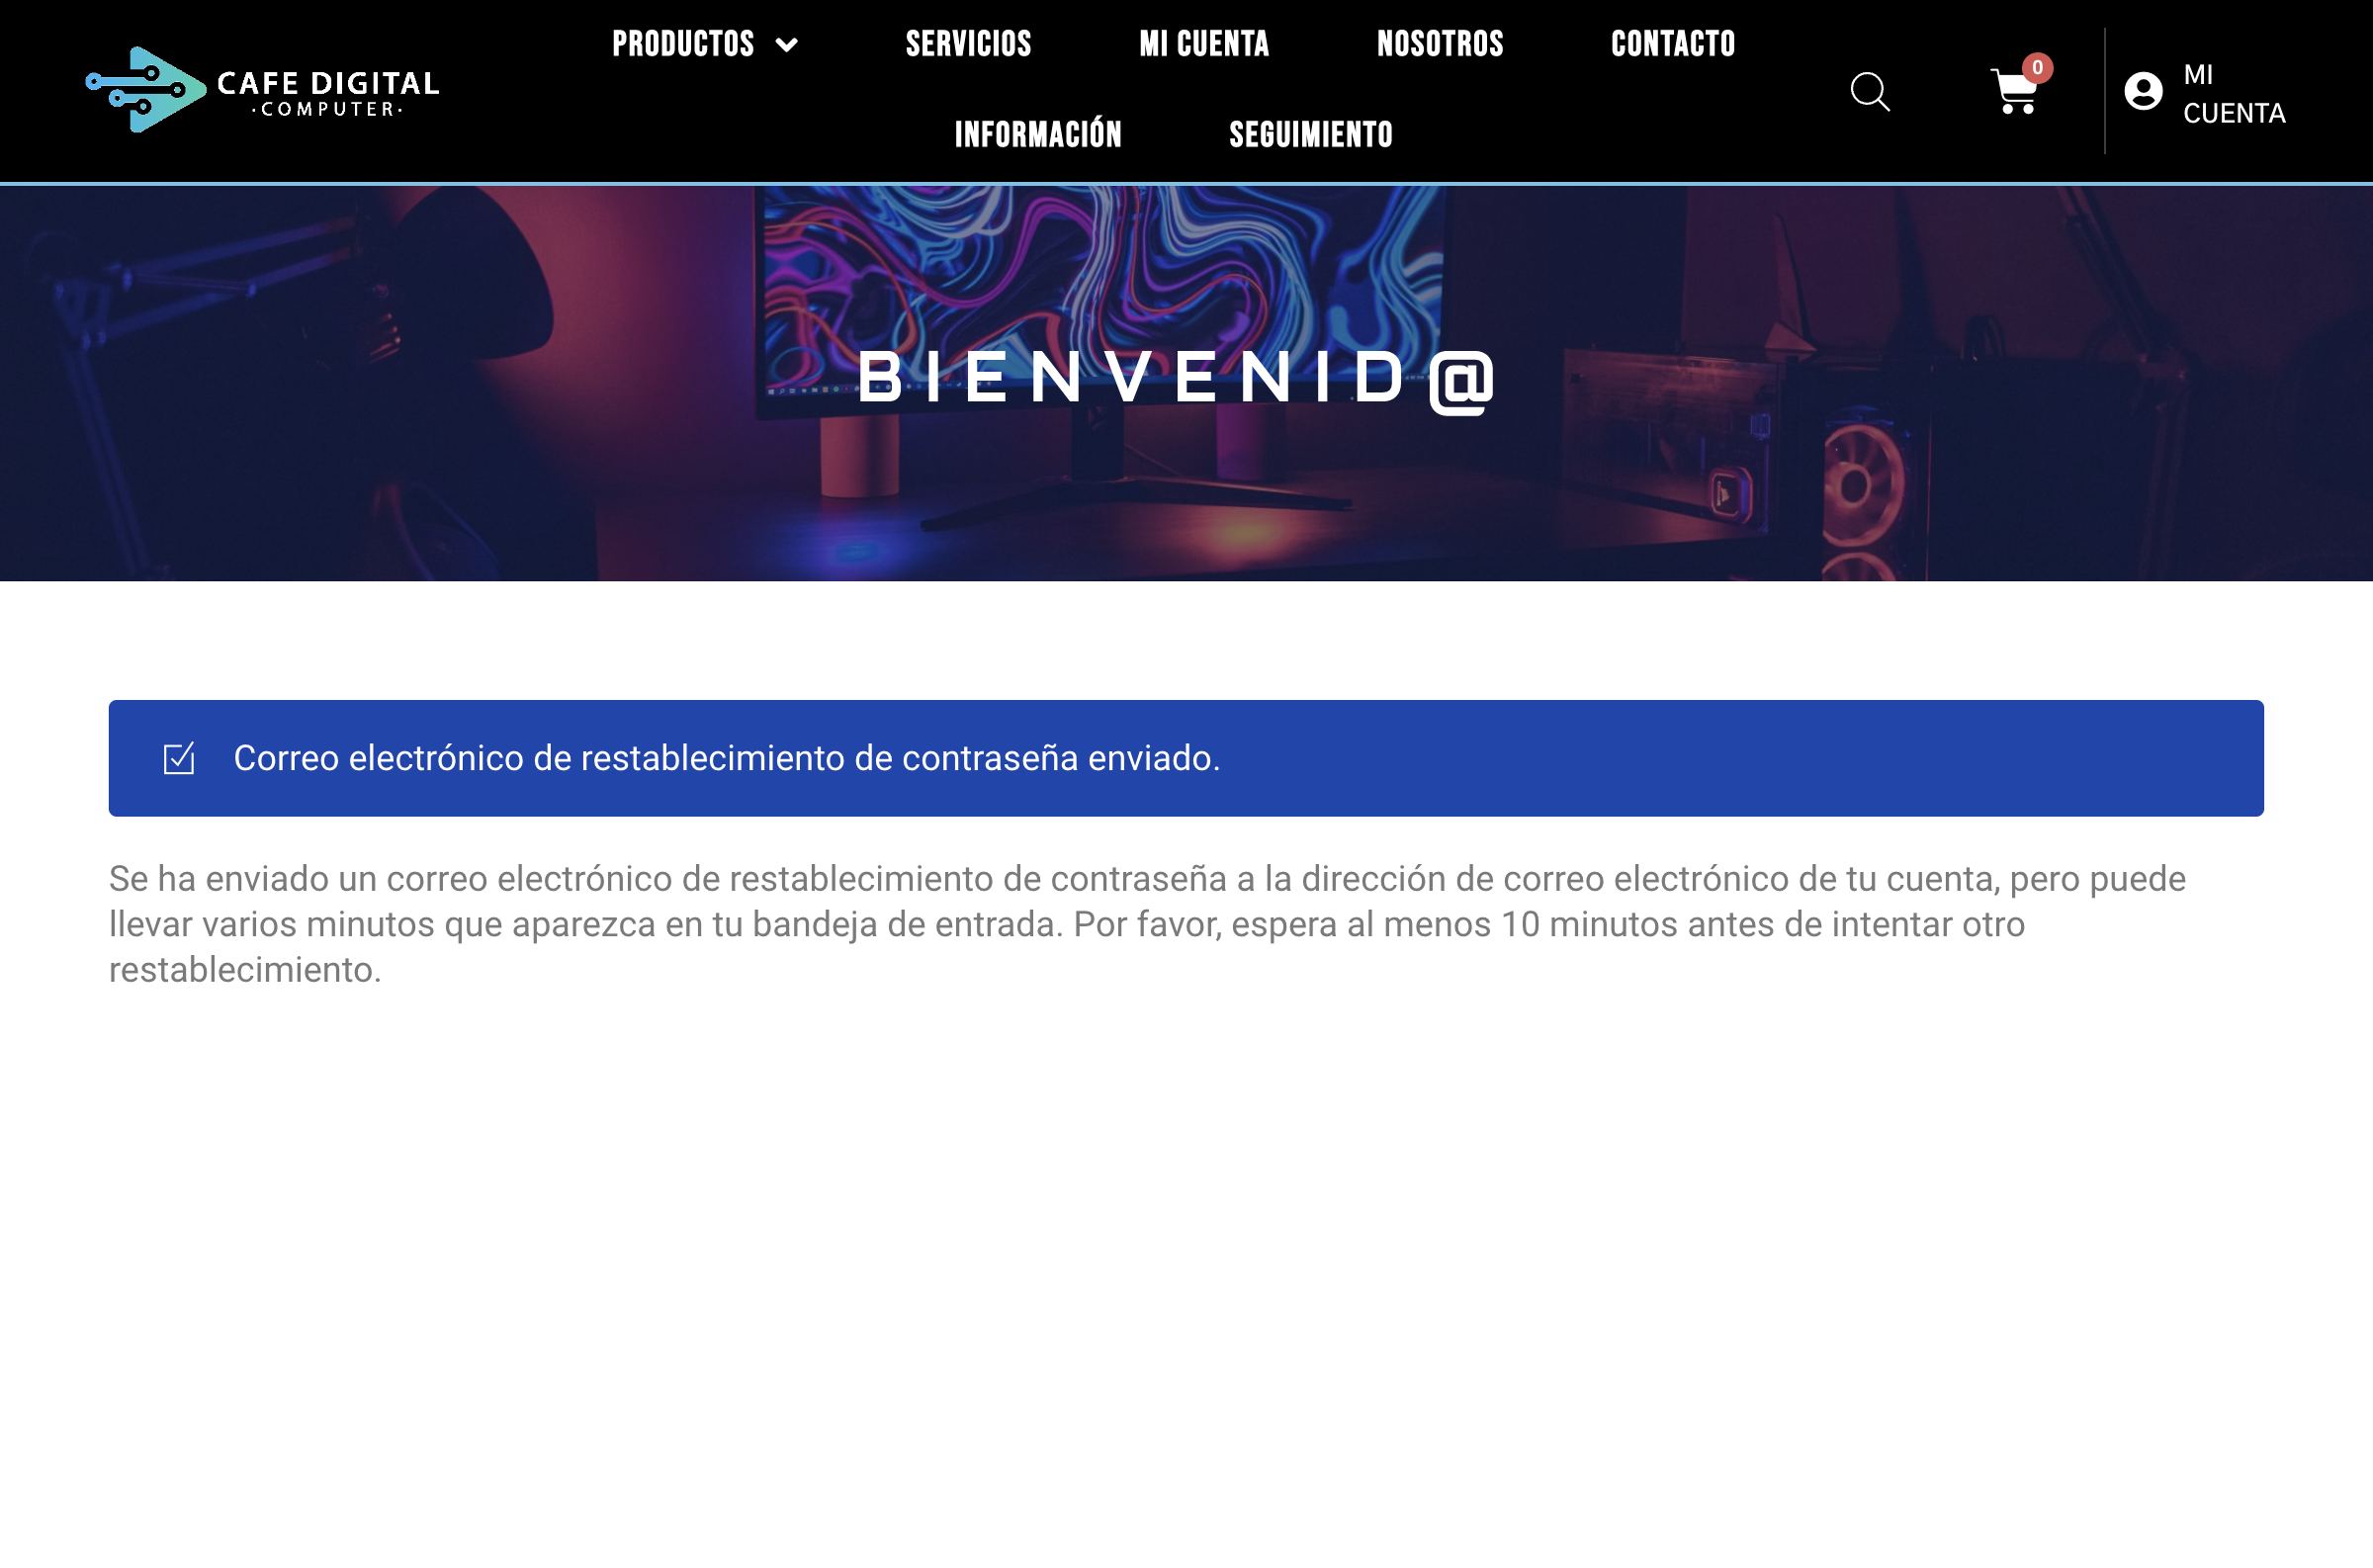 CAFE DIGITAL
·COMPUTER·
PRODUCTOS
SERVICIOS
MI CUENTA
NOSOTROS
CONTACTO
INFORMACIÓN
SEGUIMIENTO
0
MI
CUENTA
BIENVENID@
Correo electrónico de restablecimiento de contraseña enviado.
Se ha enviado un correo electrónico de restablecimiento de contraseña a la dirección de correo electrónico de tu cuenta, pero puede
llevar varios minutos que aparezca en tu bandeja de entrada. Por favor, espera al menos 10 minutos antes de intentar otro
restablecimiento.